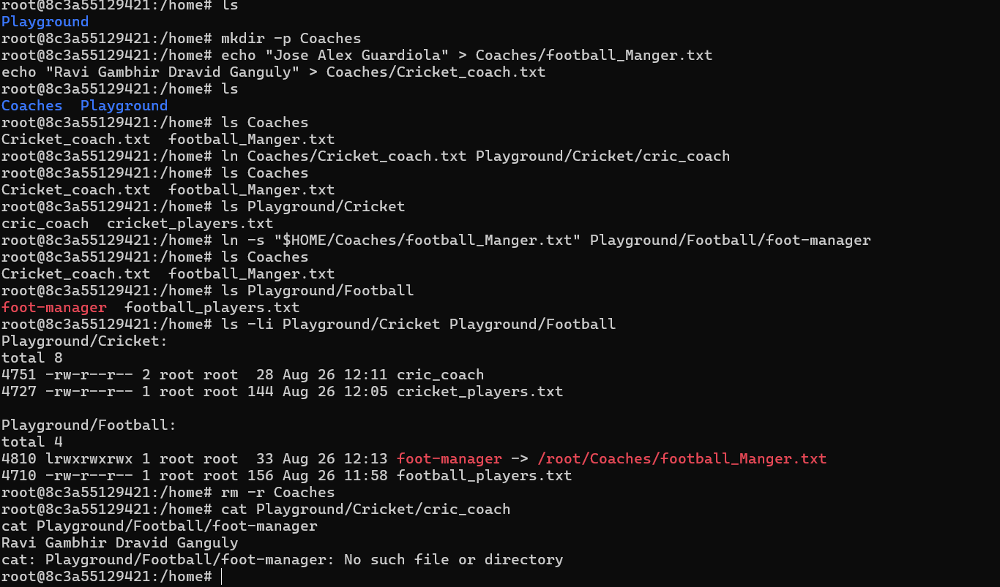 root@8c3a55129421:/home# ls
Playground
root@8c3a55129421:/home# mkdir -p Coaches
root@8c3a55129421:/home# echo "Jose Alex Guardiola" > Coaches/football_Manger.txt
echo "Ravi Gambhir Dravid Ganguly" > Coaches/Cricket_coach.txt
root@8c3a55129421:/home# ls
Coaches  Playground
root@8c3a55129421:/home# ls Coaches
Cricket_coach.txt  football_Manger.txt
root@8c3a55129421:/home# ln Coaches/Cricket_coach.txt Playground/Cricket/cric_coach
root@8c3a55129421:/home# ls Coaches
Cricket_coach.txt  football_Manger.txt
root@8c3a55129421:/home# ls Playground/Cricket
cric_coach  cricket_players.txt
root@8c3a55129421:/home# ln -s "$HOME/Coaches/football_Manger.txt" Playground/Football/foot-manager
root@8c3a55129421:/home# ls Coaches
Cricket_coach.txt  football_Manger.txt
root@8c3a55129421:/home# ls Playground/Football
foot-manager  football_players.txt
root@8c3a55129421:/home# ls -li Playground/Cricket Playground/Football
Playground/Cricket:
total 8
4751 -rw-r--r-- 2 root root  28 Aug 26 12:11 cric_coach
4727 -rw-r--r-- 1 root root 144 Aug 26 12:05 cricket_players.txt

Playground/Football:
total 4
4810 lrwxrwxrwx 1 root root  33 Aug 26 12:13 foot-manager -> /root/Coaches/football_Manger.txt
4710 -rw-r--r-- 1 root root 156 Aug 26 11:58 football_players.txt
root@8c3a55129421:/home# rm -r Coaches
root@8c3a55129421:/home# cat Playground/Cricket/cric_coach
cat Playground/Football/foot-manager
Ravi Gambhir Dravid Ganguly
cat: Playground/Football/foot-manager: No such file or directory
root@8c3a55129421:/home#